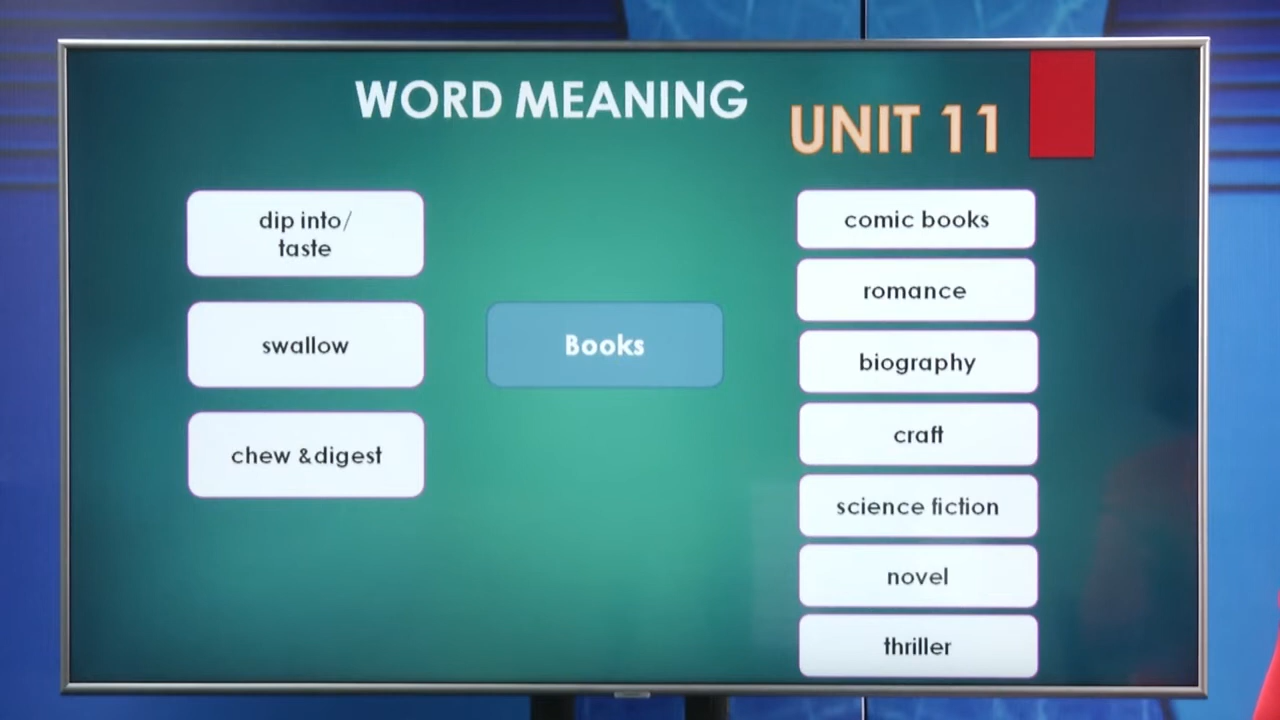 WORD MEANING
UNIT 11
dip into/
taste
swallow
chew &digest
Books
comic books
romance
biography
craft
science fiction
novel
thriller